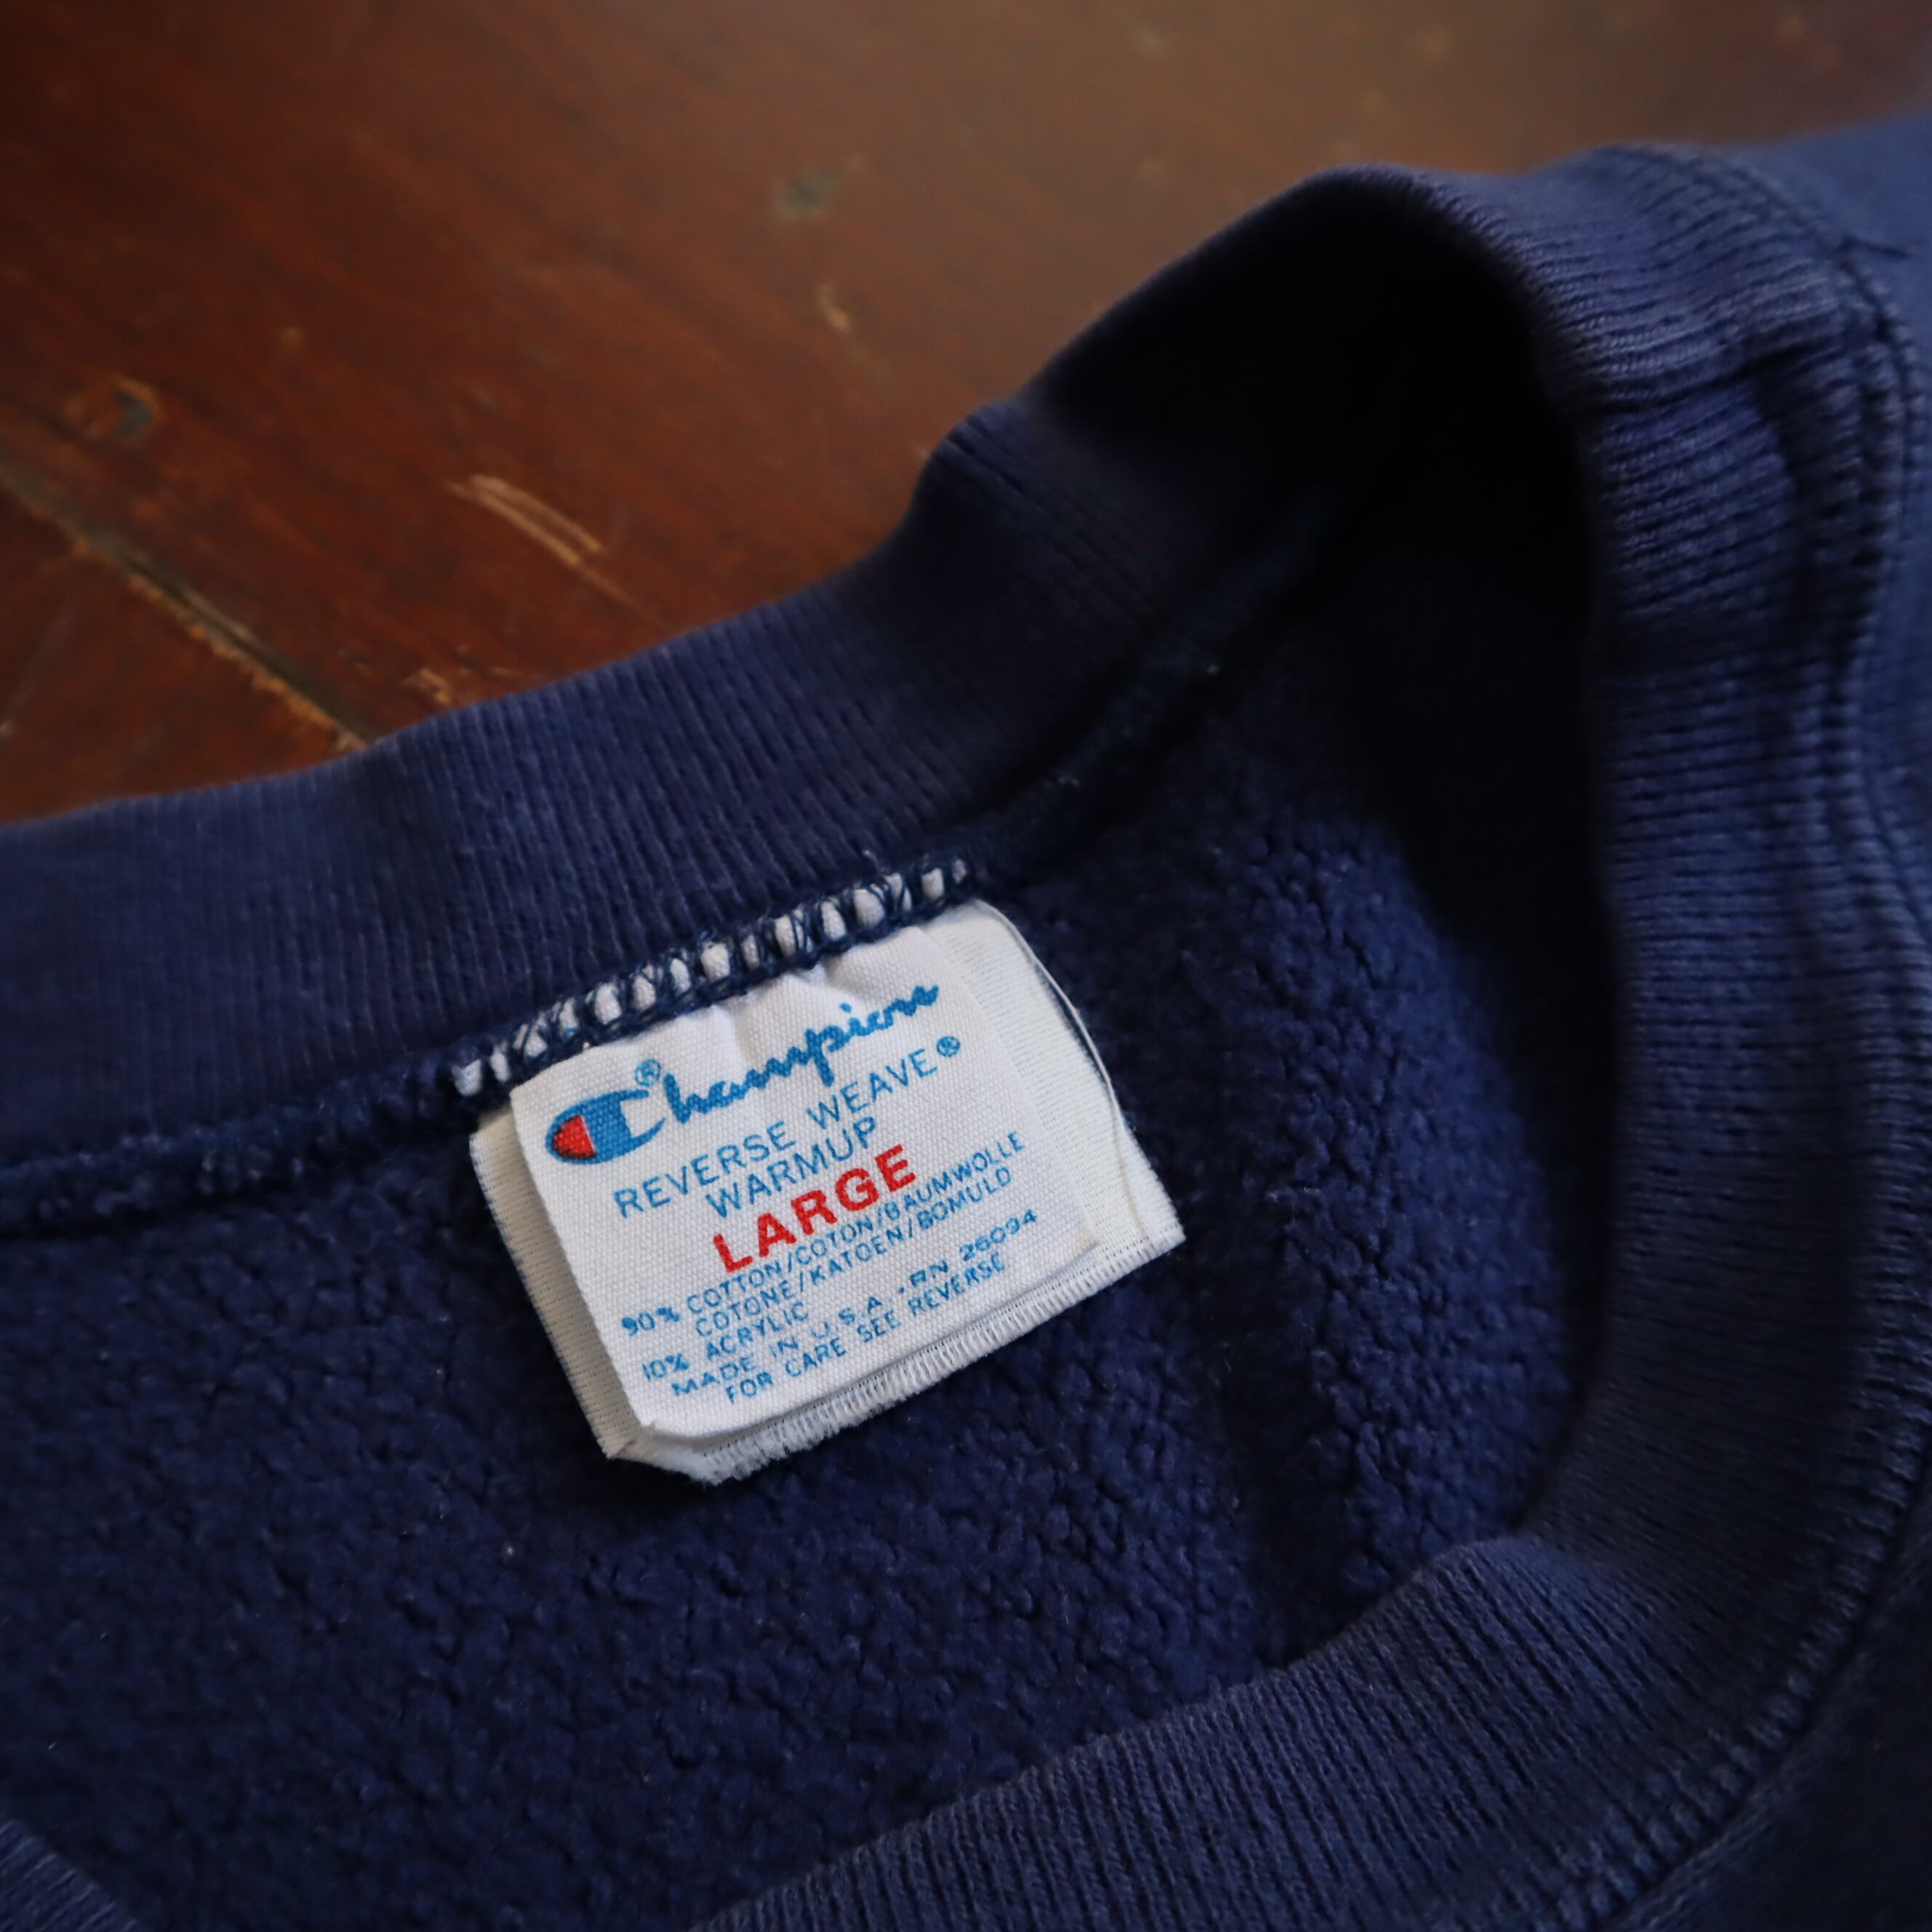 Champion®
REVERSE WEAVE®
WARMUP
LARGE
90% COTTON/COTON/BAUMWOLLE
COTONE/KATOEN/BOMULD
10% ACRYLIC
MADE IN U.S.A. RN 26094
FOR CARE SEE REVERSE